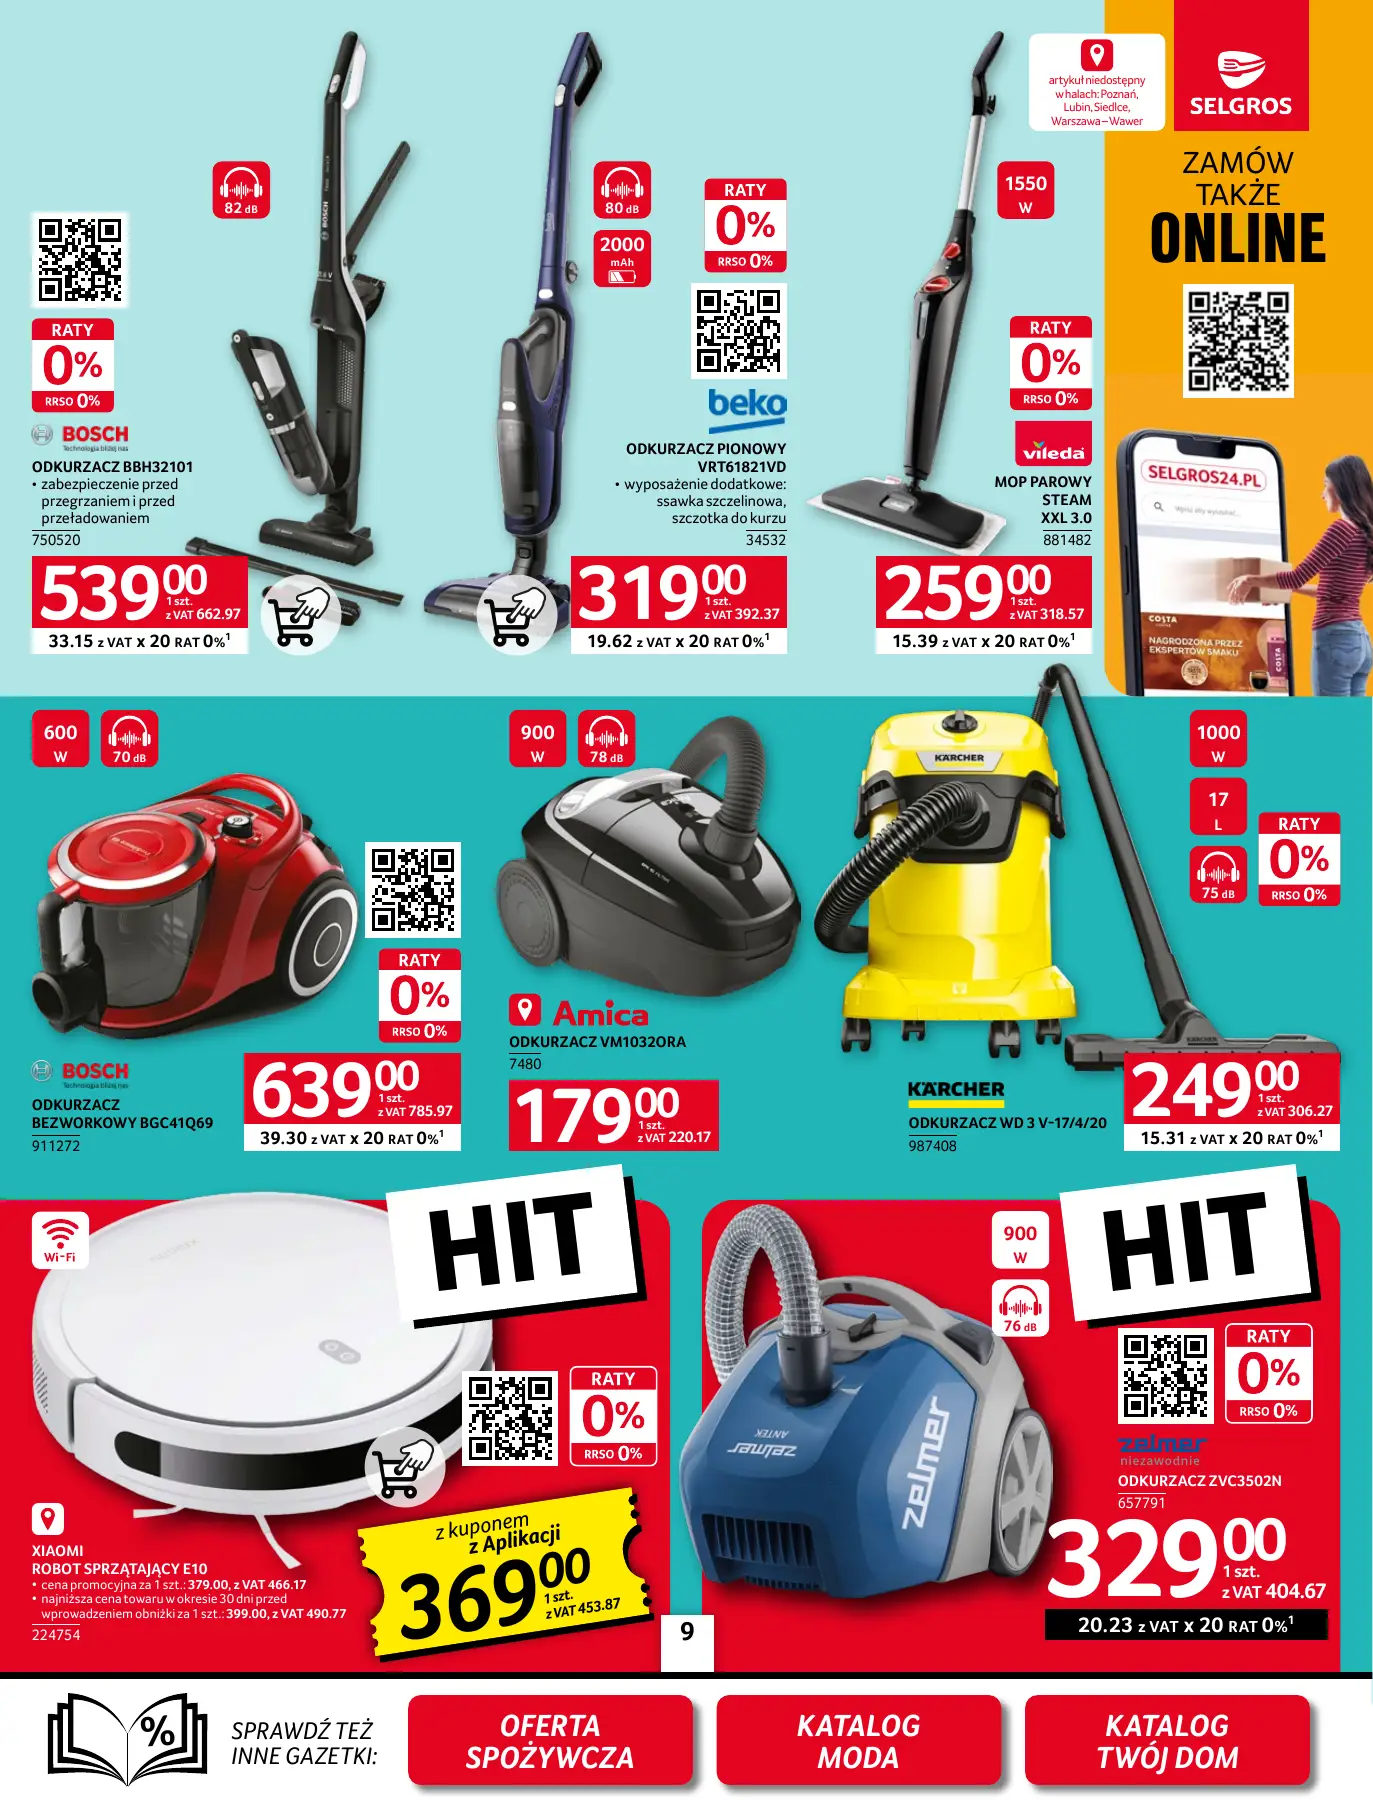 artykuł niedostępny
w halach: Poznań,
Lubin, Siedlce,
Warszawa – Wawer
SELGROS
ZAMÓW
TAKŻE
ONLINE
SELGROS24.PL
Wpisz aby wyszukać...
COSTA
NAGRODZONA PRZEZ
EKSPERTÓW SMAKU
82 dB
RATY
0%
RRSO 0%
BOSCH
Technologia bliżej nas
ODKURZACZ BBH32101
• zabezpieczenie przed
przegrzaniem i przed
przeładowaniem
750520
539 00
1 szt.
z VAT 662.97
33.15 z VAT x 20 RAT 0%1
80 dB
2000
mAh
RATY
0%
RRSO 0%
beko
beko
ODKURZACZ PIONOWY
VRT61821VD
• wyposażenie dodatkowe:
ssawka szczelinowa,
szczotka do kurzu
34532
319 00
1 szt.
z VAT 392.37
19.62 z VAT x 20 RAT 0%1
1550
W
RATY
0%
RRSO 0%
vileda
MOP PAROWY
STEAM
XXL 3.0
881482
259 00
1 szt.
z VAT 318.57
15.39 z VAT x 20 RAT 0%1
600
W
70 dB
RATY
0%
RRSO 0%
BOSCH
Technologia bliżej nas
ODKURZACZ
BEZWORKOWY BGC41Q69
911272
639 00
1 szt.
z VAT 785.97
39.30 z VAT x 20 RAT 0%1
900
W
78 dB
Amica
ODKURZACZ VM1032ORA
7480
179 00
1 szt.
z VAT 220.17
KÄRCHER
1000
W
17
L
75 dB
RATY
0%
RRSO 0%
KÄRCHER
ODKURZACZ WD 3 V-17/4/20
987408
249 00
1 szt.
z VAT 306.27
15.31 z VAT x 20 RAT 0%1
Wi-Fi
HIT
RATY
0%
RRSO 0%
XIAOMI
ROBOT SPRZĄTAJĄCY E10
• cena promocyjna za 1 szt.: 379.00, z VAT 466.17
• najniższa cena towaru w okresie 30 dni przed
wprowadzeniem obniżki za 1 szt.: 399.00, z VAT 490.77
224754
z kuponem
z Aplikacji
369 00
1 szt.
z VAT 453.87
HIT
900
W
76 dB
zelmer
ANTEK
zelmer
RATY
0%
RRSO 0%
zelmer
niezawodnie
ODKURZACZ ZVC3502N
657791
329 00
1 szt.
z VAT 404.67
20.23 z VAT x 20 RAT 0%1
9
%
SPRAWDŹ TEŻ
INNE GAZETKI:
OFERTA
SPOŻYWCZA
KATALOG
MODA
KATALOG
TWÓJ DOM